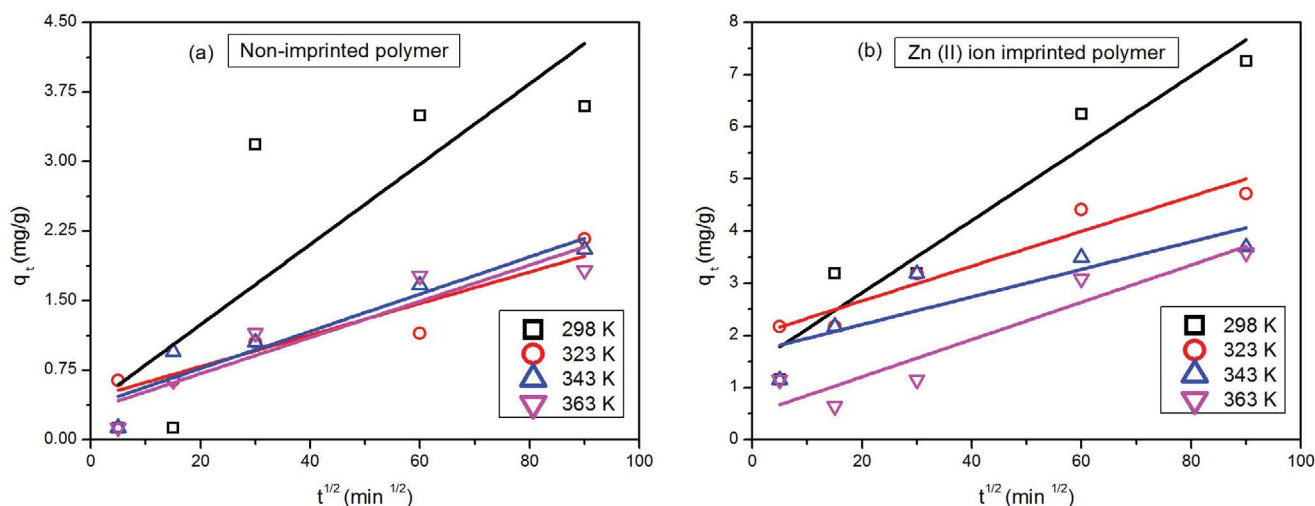 (a) Non-imprinted polymer
4.50
3.75
3.00
2.25
1.50
0.75
0.00
q t (mg/g)
0 20 40 60 80 100
t 1/2 (min 1/2)
298 K
323 K
343 K
363 K
(b) Zn (II) ion imprinted polymer
8
7
6
5
4
3
2
1
0
q t (mg/g)
0 20 40 60 80 100
t 1/2 (min 1/2)
298 K
323 K
343 K
363 K